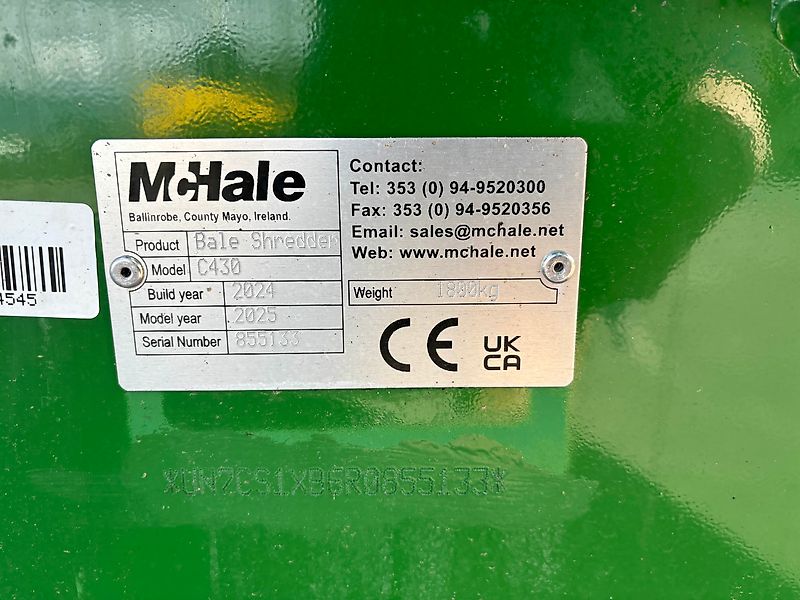 McHale
Ballinrobe, County Mayo, Ireland.
Product Bale Shredder
Model C430
Build year 2024
Model year 2025
Serial Number 855133
Contact:
Tel: 353 (0) 94-9520300
Fax: 353 (0) 94-9520356
Email: sales@mchale.net
Web: www.mchale.net
Weight 1800kg
CE
UK
CA
4545
*UN7CS1XB6R0855133*